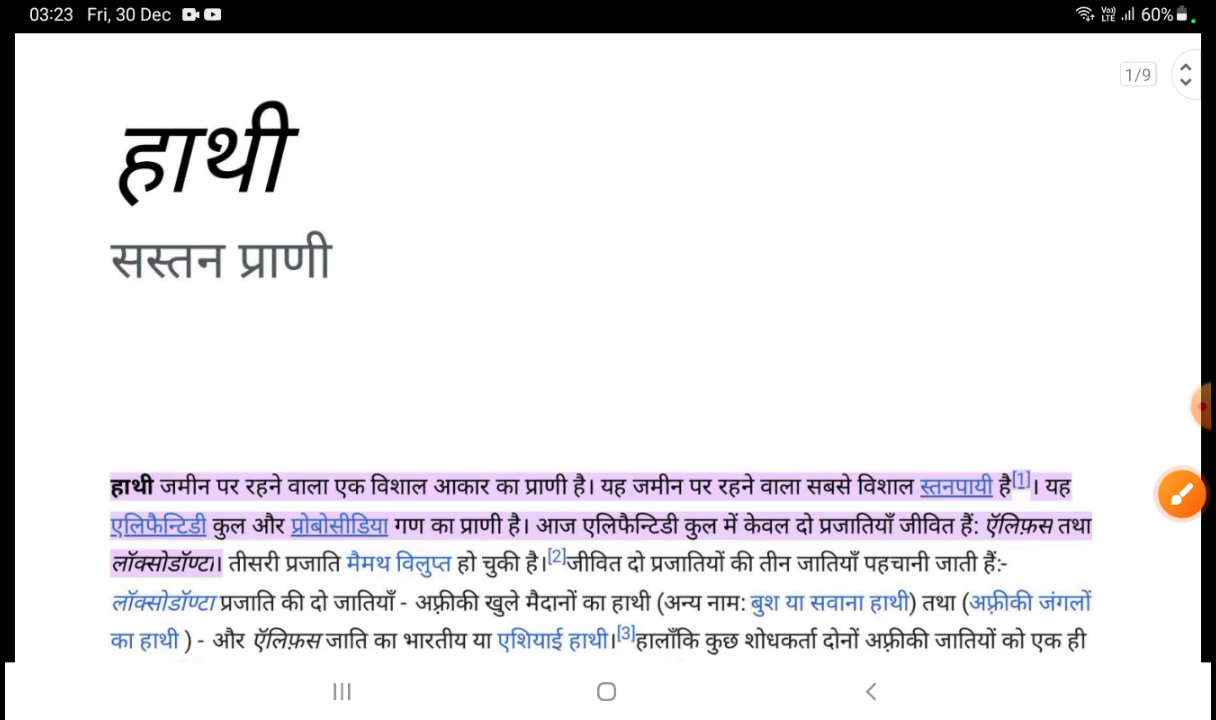 03:23 Fri, 30 Dec Vo) LTE 60%
1/9
हाथी
सस्तन प्राणी
हाथी जमीन पर रहने वाला एक विशाल आकार का प्राणी है। यह जमीन पर रहने वाला सबसे विशाल स्तनपायी है[1]। यह
एलिफैन्टिडी कुल और प्रोबोसीडिया गण का प्राणी है। आज एलिफैन्टिडी कुल में केवल दो प्रजातियाँ जीवित हैं: ऍलिफ़स तथा
लॉक्सोडॉण्टा। तीसरी प्रजाति मैमथ विलुप्त हो चुकी है।[2]जीवित दो प्रजातियों की तीन जातियाँ पहचानी जाती हैं:-
लॉक्सोडॉण्टा प्रजाति की दो जातियाँ - अफ़्रीकी खुले मैदानों का हाथी (अन्य नाम: बुश या सवाना हाथी) तथा (अफ़्रीकी जंगलों
का हाथी ) - और ऍलिफ़स जाति का भारतीय या एशियाई हाथी।[3]हालाँकि कुछ शोधकर्ता दोनों अफ़्रीकी जातियों को एक ही